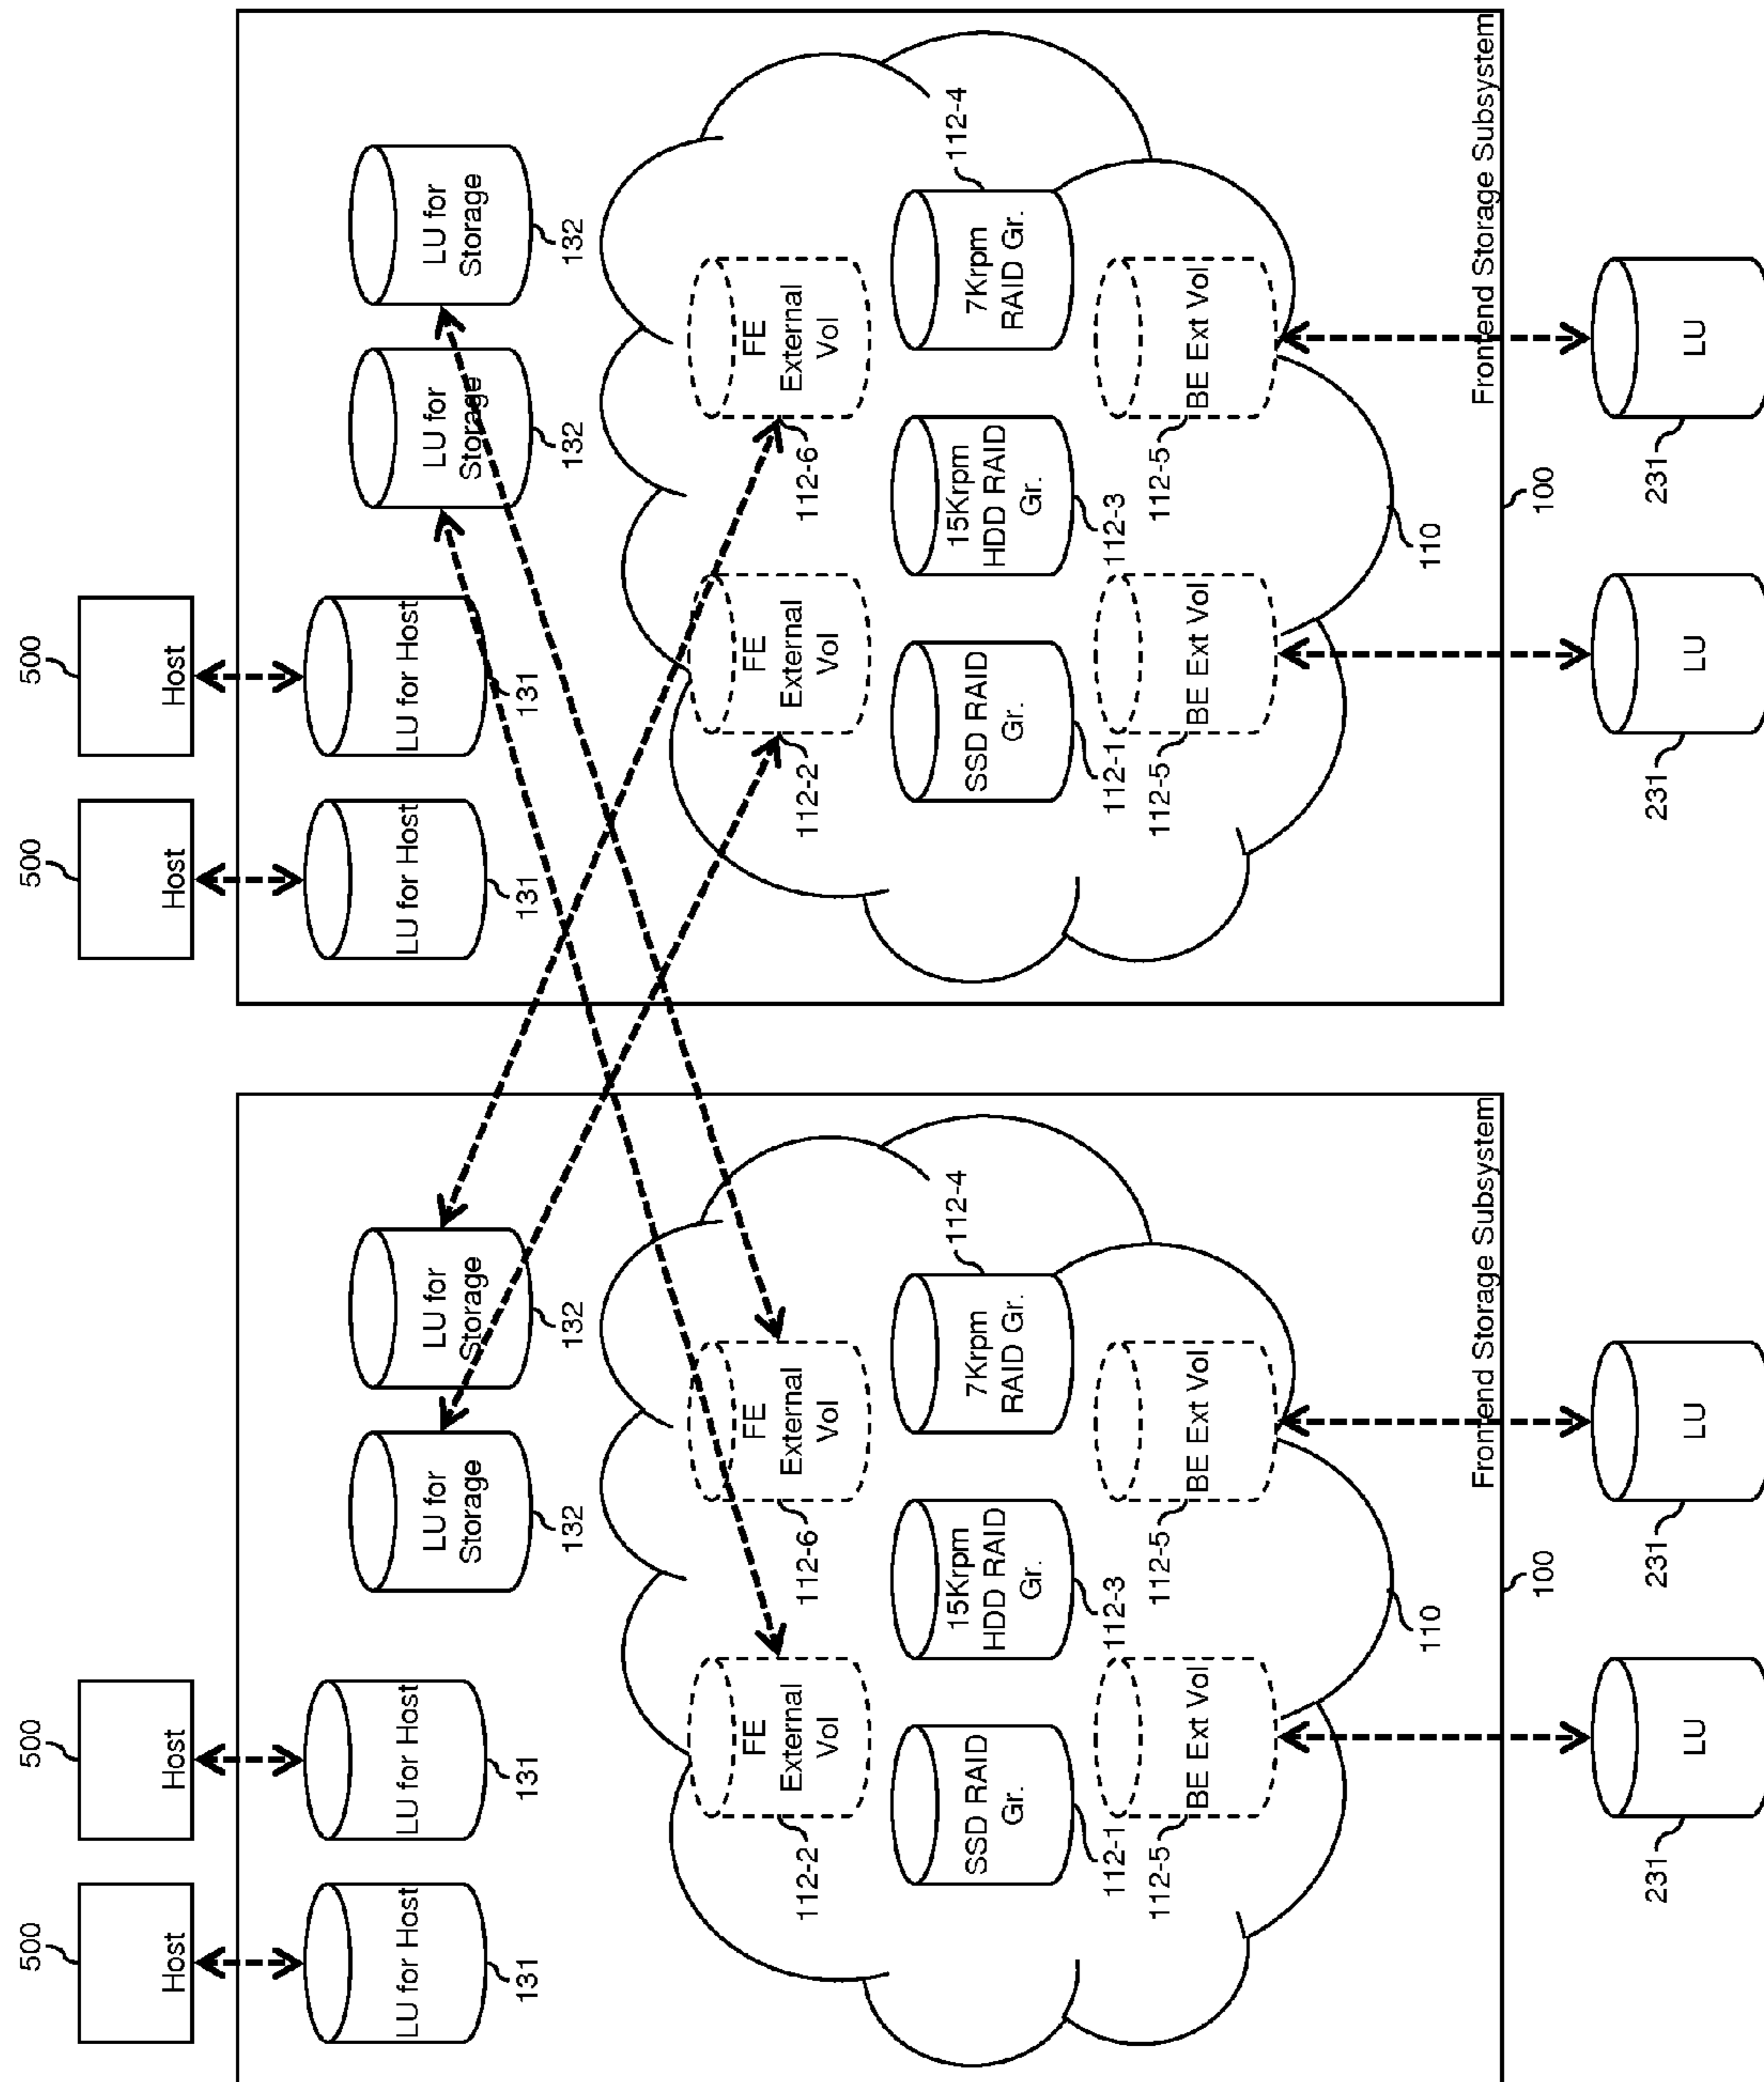 500
500
500
500
Host
Host
Host
Host
LU for Host
LU for Host
LU for
Storage
LU for
Storage
LU for Host
LU for Host
LU for
Storage
LU for
Storage
131
131
132
132
131
131
132
132
FE
External
Vol
FE
External
Vol
FE
External
Vol
FE
External
Vol
112-2
112-6
112-2
112-6
112-4
112-4
SSD RAID
Gr.
15Krpm
HDD RAID
Gr.
7Krpm
RAID Gr.
SSD RAID
Gr.
15Krpm
HDD RAID
Gr.
7Krpm
RAID Gr.
112-1
112-3
112-1
112-3
112-5
112-5
112-5
112-5
BE Ext Vol
BE Ext Vol
BE Ext Vol
BE Ext Vol
110
110
Frontend Storage Subsystem
Frontend Storage Subsystem
100
100
231
231
231
231
LU
LU
LU
LU